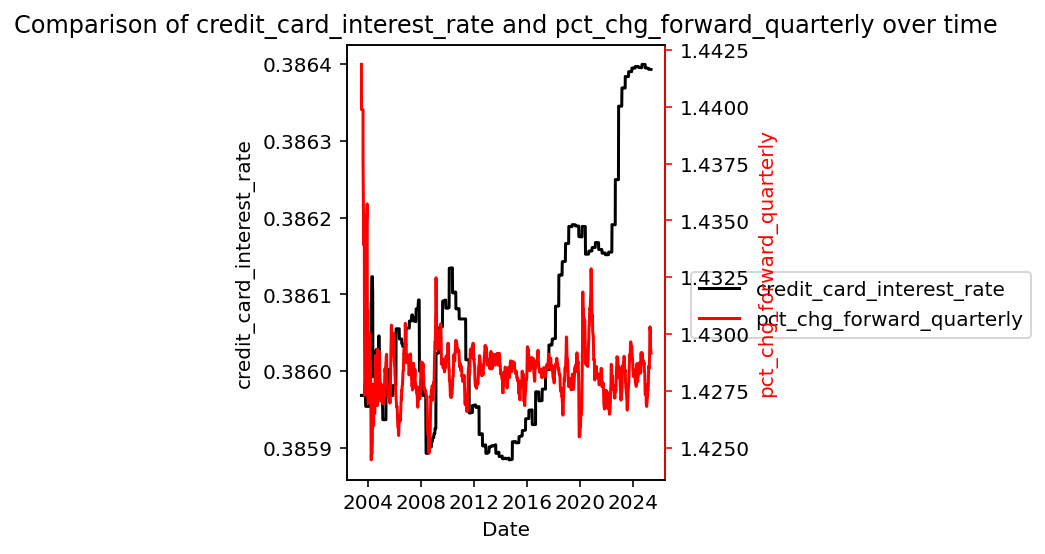 Comparison of credit_card_interest_rate and pct_chg_forward_quarterly over time
credit_card_interest_rate
0.3864
0.3863
0.3862
0.3861
0.3860
0.3859
1.4425
1.4400
1.4375
1.4350
1.4325
1.4300
1.4275
1.4250
pct_chg_forward_quarterly
credit_card_interest_rate
pct_chg_forward_quarterly
2004 2008 2012 2016 2020 2024
Date